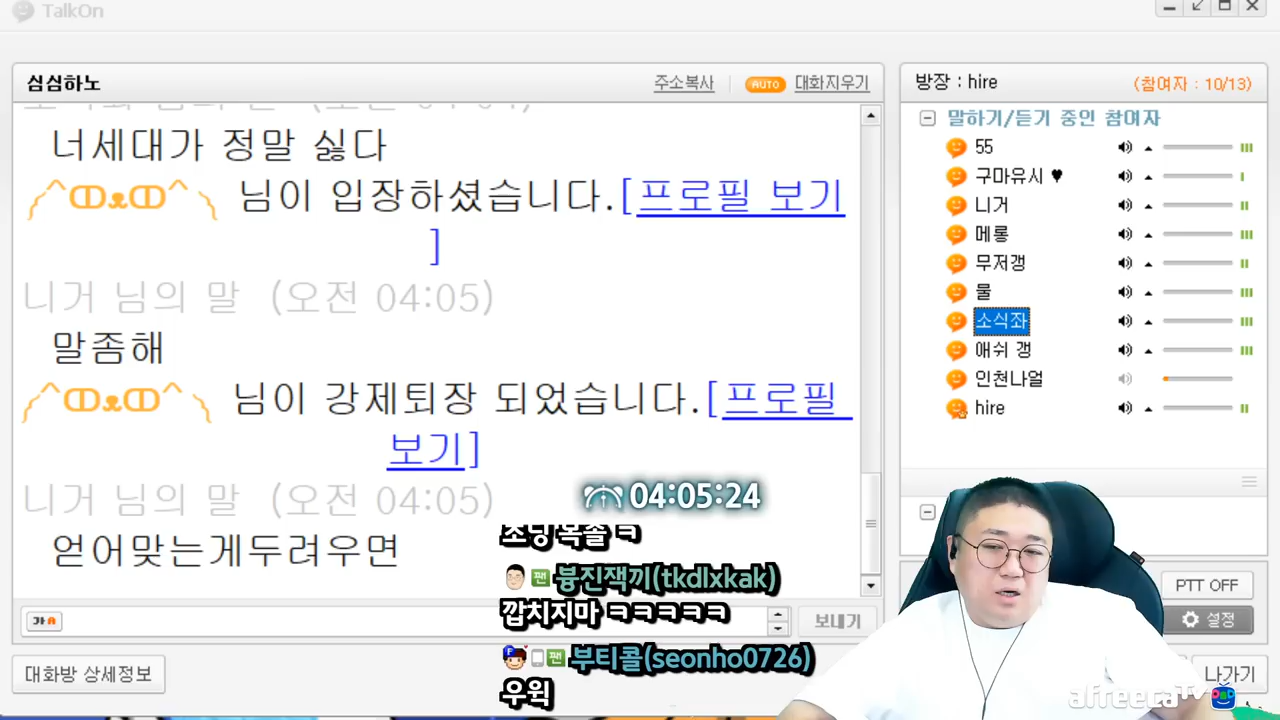 TalkOn
심심하노
주소복사
AUTO
대화지우기
너세대가 정말 싫다
님이 입장하셨습니다.[프로필 보기
]
니거 님의 말 (오전 04:05)
말좀해
님이 강제퇴장 되었습니다.[프로필
보기]
니거 님의 말 (오전 04:05)
얻어맞는게두려우면
가
보내기
대화방 상세정보
방장 : hire
(참여자 : 10/13)
말하기/듣기 중인 참여자
55
구마유시 ♥
니거
메롱
무저갱
물
소식좌
애쉬 갱
인천나얼
hire
PTT OFF
설정
나가기
04:05:24
초딩 목졸 ㅋ
짼 붕진잭끼(tkdlxkak)
깝치지마 ㅋㅋㅋㅋㅋ
짼 부티콜(seonho0726)
우웍
afreecaTV